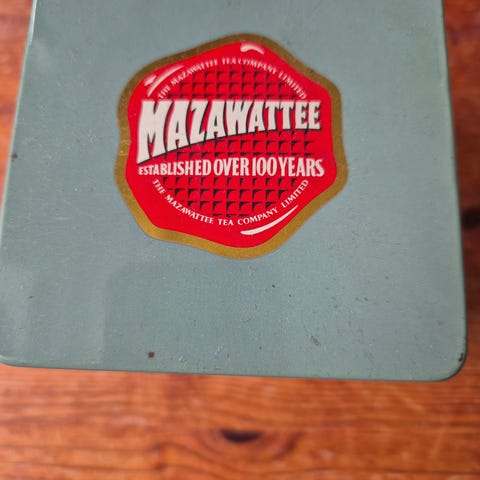 THE MAZAWATTEE TEA COMPANY LIMITED
MAZAWATTEE
ESTABLISHED OVER 100 YEARS
THE MAZAWATTEE TEA COMPANY LIMITED